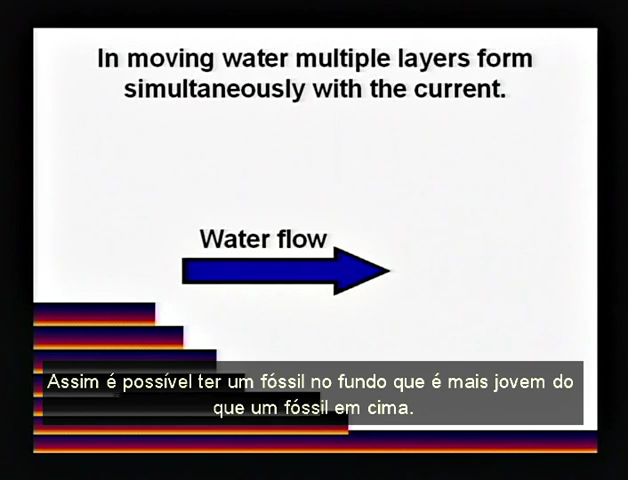 In moving water multiple layers form
simultaneously with the current.
Water flow
Assim é possível ter um fóssil no fundo que é mais jovem do
que um fóssil em cima.